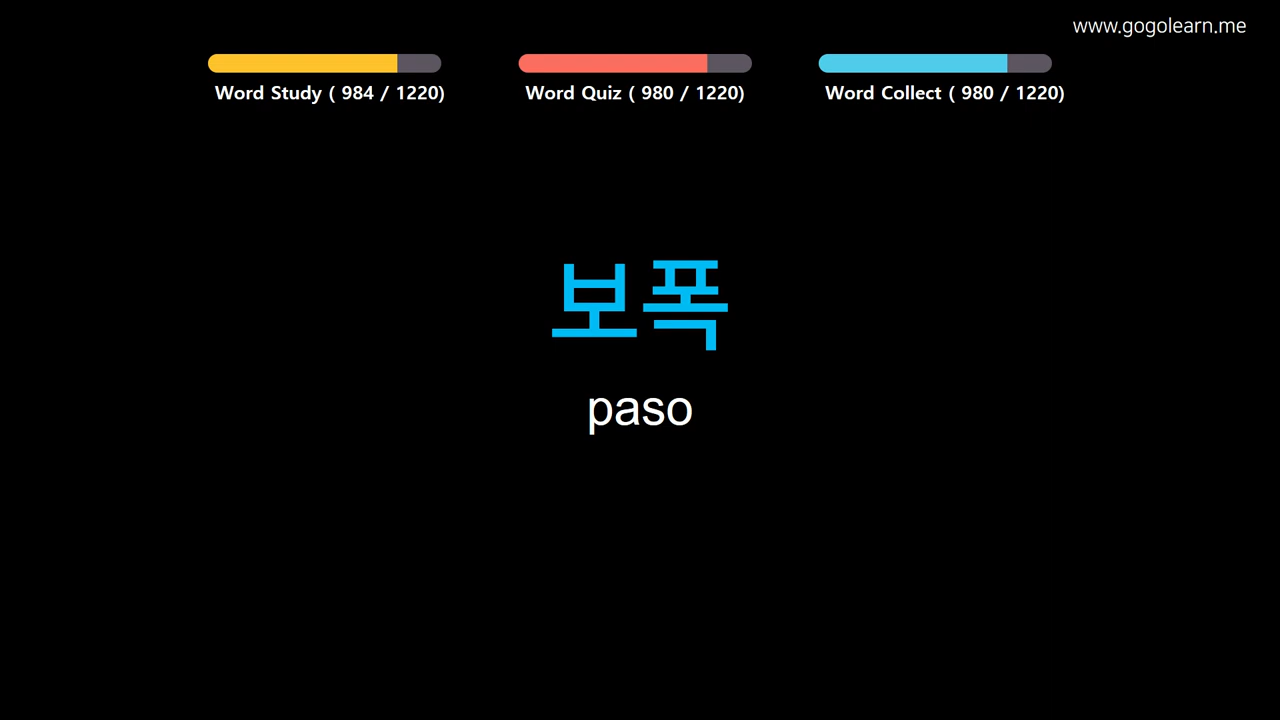 www.gogolearn.me
Word Study ( 984 / 1220)
Word Quiz ( 980 / 1220)
Word Collect ( 980 / 1220)
보폭
paso